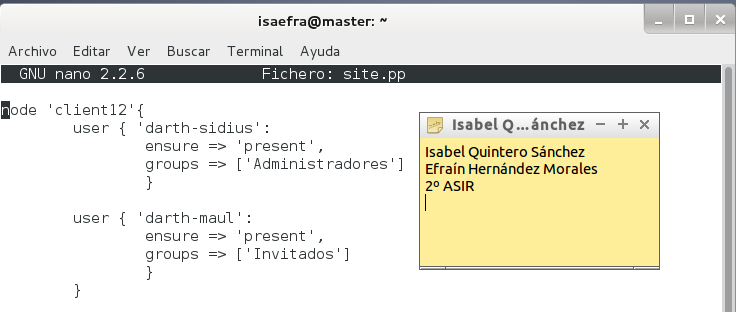 isaefra@master: ~
Archivo Editar Ver Buscar Terminal Ayuda
GNU nano 2.2.6 Fichero: site.pp
node 'client12'{
user { 'darth-sidius':
ensure => 'present',
groups => ['Administradores']
}
user { 'darth-maul':
ensure => 'present',
groups => ['Invitados']
}
}
Isabel Q...ánchez
Isabel Quintero Sánchez
Efraín Hernández Morales
2º ASIR